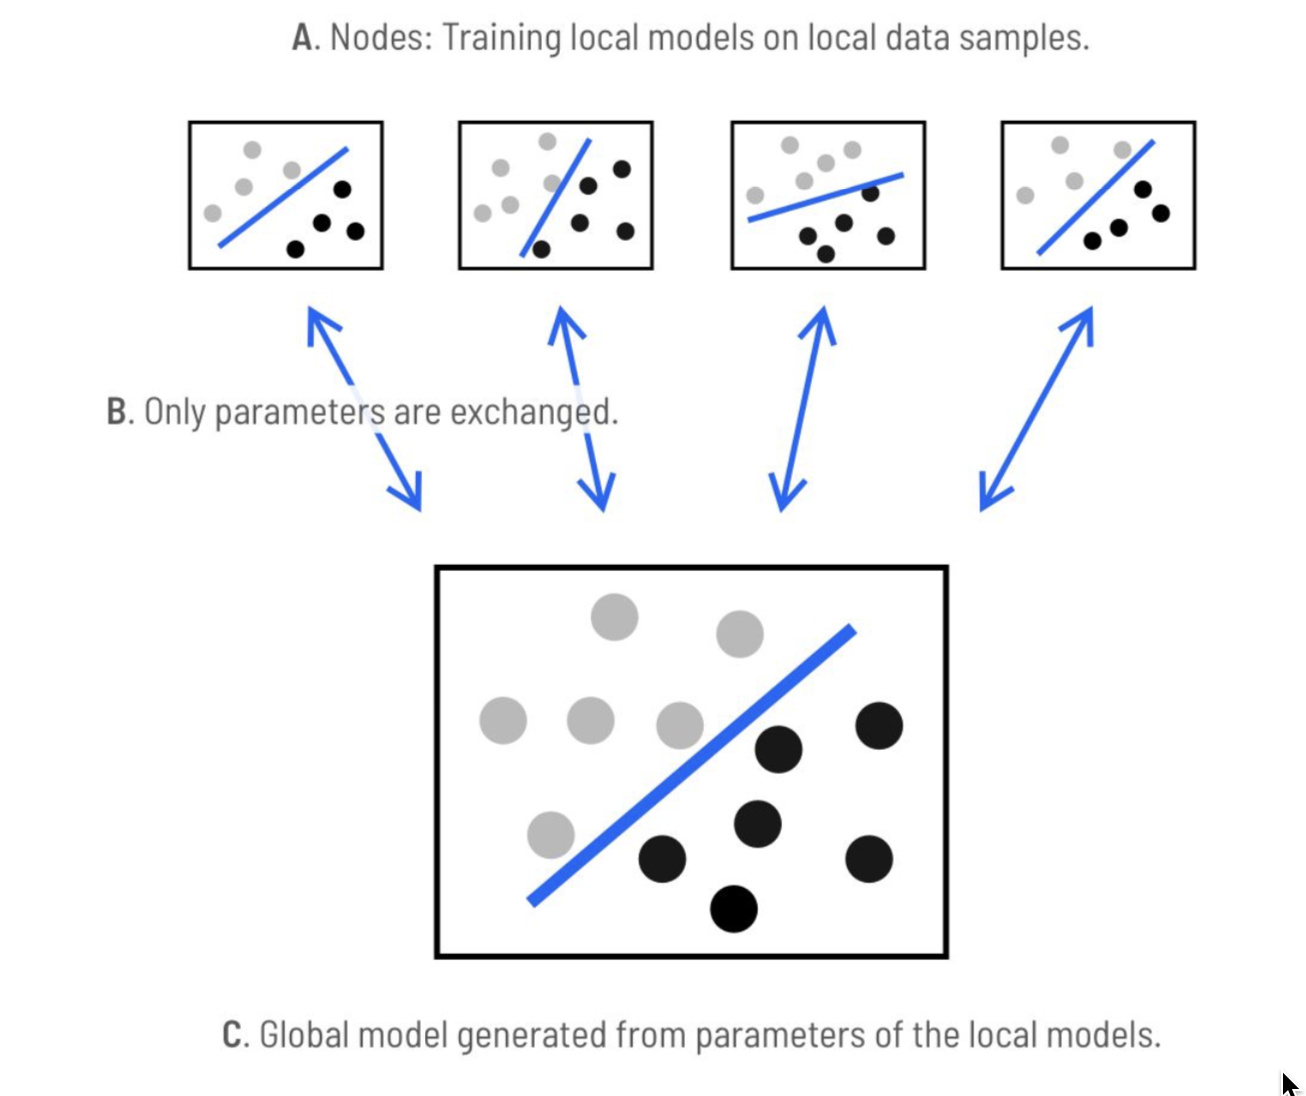 A. Nodes: Training local models on local data samples.
B. Only parameters are exchanged.
C. Global model generated from parameters of the local models.